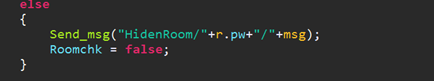 else
{
Send_msg("HidenRoom/"+r.pw+"/"+msg);
Roomchk = false;
}